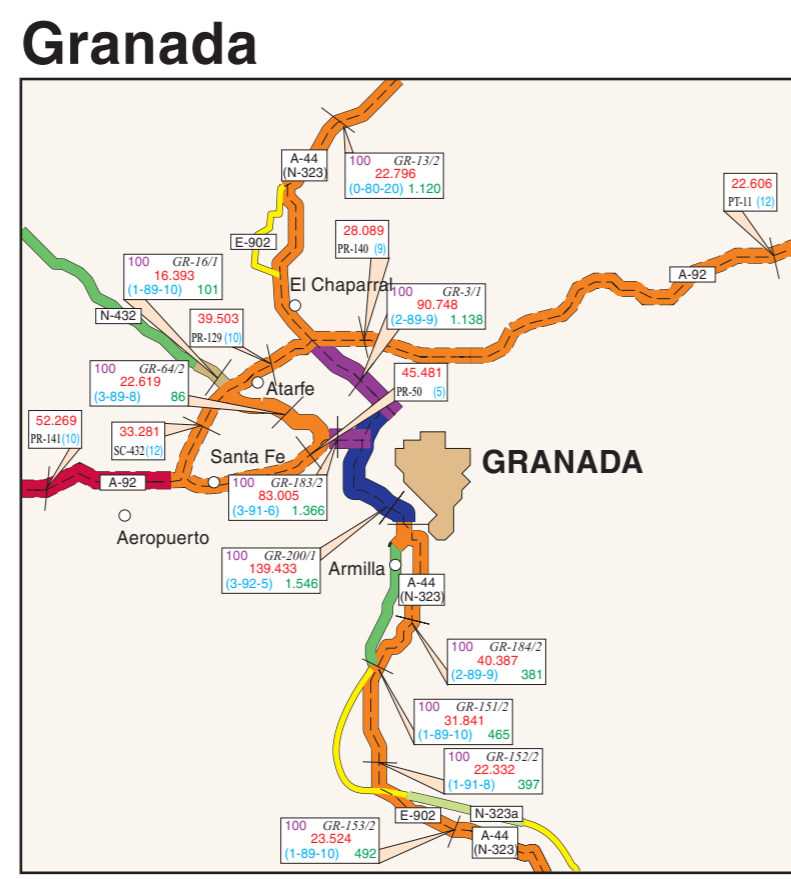 Granada
A-44
(N-323)
100 GR-13/2
22.796
(0-80-20) 1.120
22.606
PT-11 (12)
E-902
28.089
PR-140 (9)
A-92
100 GR-16/1
16.393
(1-89-10) 101
El Chaparral
100 GR-3/1
90.748
(2-89-9) 1.138
N-432
39.503
PR-129 (10)
100 GR-64/2
22.619
(3-89-8) 86
Atarfe
45.481
PR-50 (5)
52.269
PR-141 (10)
33.281
SC-432 (12)
Santa Fe
GRANADA
A-92
100 GR-183/2
83.005
(3-91-6) 1.366
Aeropuerto
100 GR-200/1
139.433
(3-92-5) 1.546
Armilla
A-44
(N-323)
100 GR-184/2
40.387
(2-89-9) 381
100 GR-151/2
31.841
(1-89-10) 465
100 GR-152/2
22.332
(1-91-8) 397
E-902
N-323a
100 GR-153/2
23.524
(1-89-10) 492
A-44
(N-323)